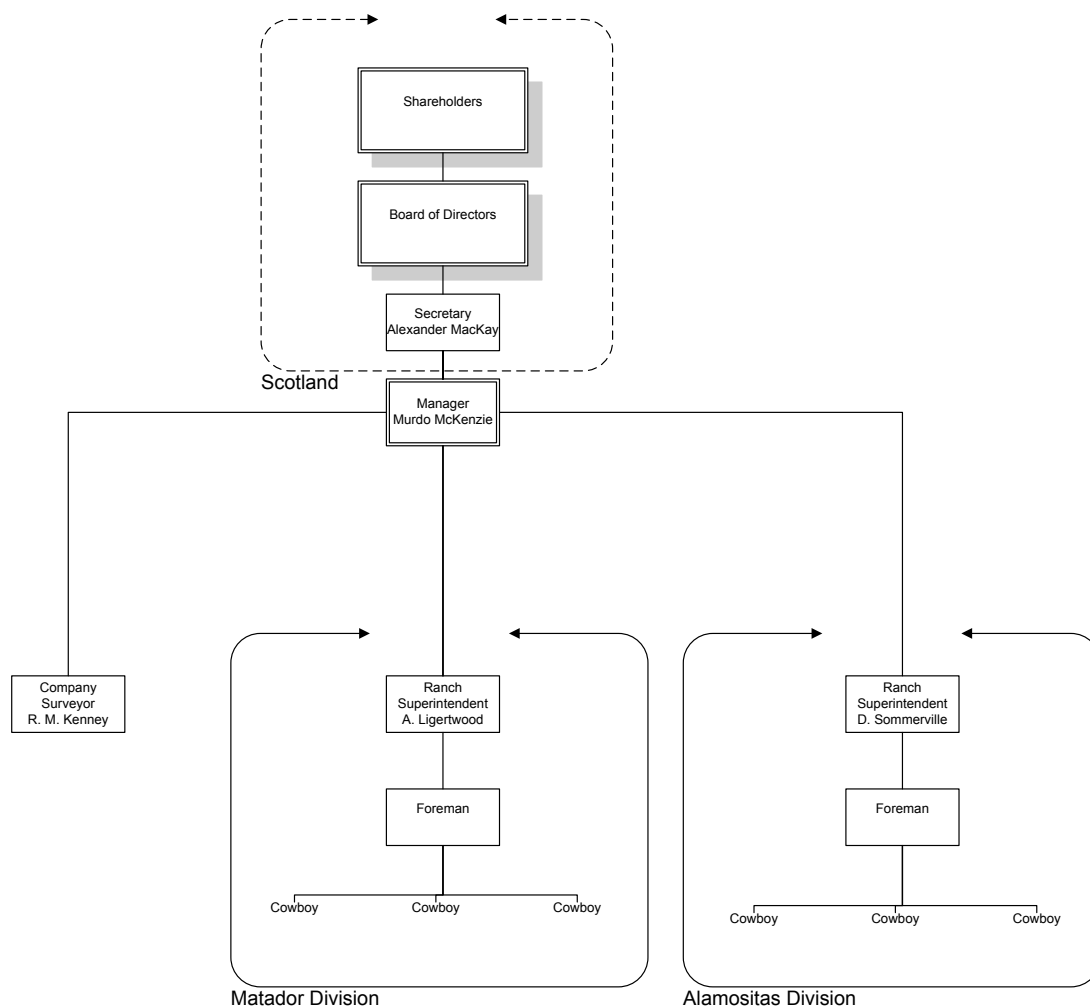 Shareholders
Board of Directors
Secretary
Alexander MacKay
Scotland
Manager
Murdo McKenzie
Company
Surveyor
R. M. Kenney
Ranch
Superintendent
A. Ligertwood
Ranch
Superintendent
D. Sommerville
Foreman
Foreman
Cowboy
Cowboy
Cowboy
Cowboy
Cowboy
Cowboy
Matador Division
Alamositas Division